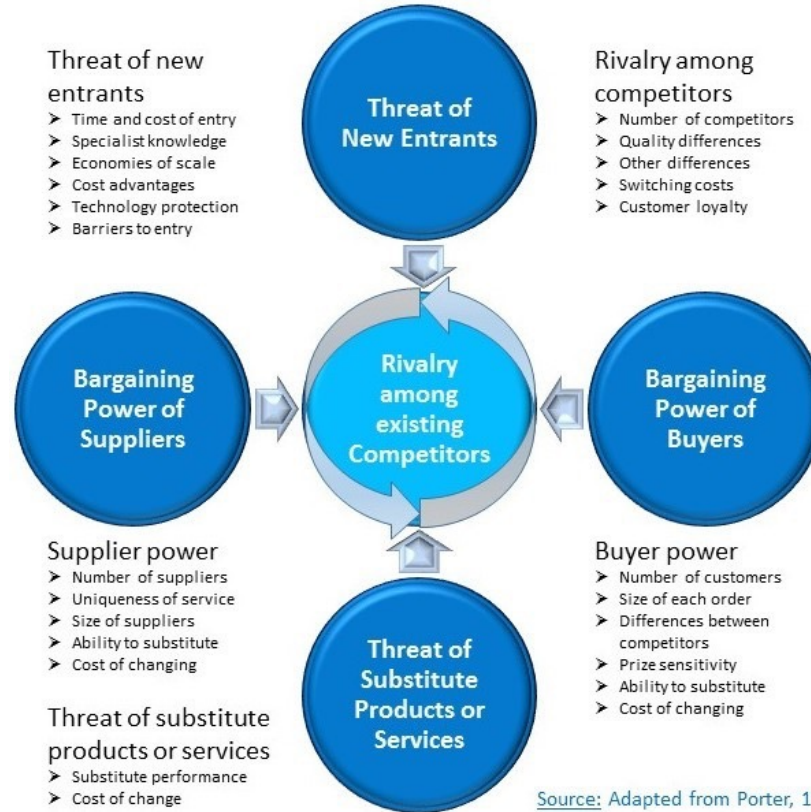 Threat of new
entrants
➤ Time and cost of entry
➤ Specialist knowledge
➤ Economies of scale
➤ Cost advantages
➤ Technology protection
➤ Barriers to entry
Threat of
New Entrants
Rivalry among
competitors
➤ Number of competitors
➤ Quality differences
➤ Other differences
➤ Switching costs
➤ Customer loyalty
Bargaining
Power of
Suppliers
Rivalry
among
existing
Competitors
Bargaining
Power of
Buyers
Supplier power
➤ Number of suppliers
➤ Uniqueness of service
➤ Size of suppliers
➤ Ability to substitute
➤ Cost of changing
Threat of substitute
products or services
➤ Substitute performance
➤ Cost of change
Threat of
Substitute
Products or
Services
Buyer power
➤ Number of customers
➤ Size of each order
➤ Differences between
competitors
➤ Prize sensitivity
➤ Ability to substitute
➤ Cost of changing
Source: Adapted from Porter,